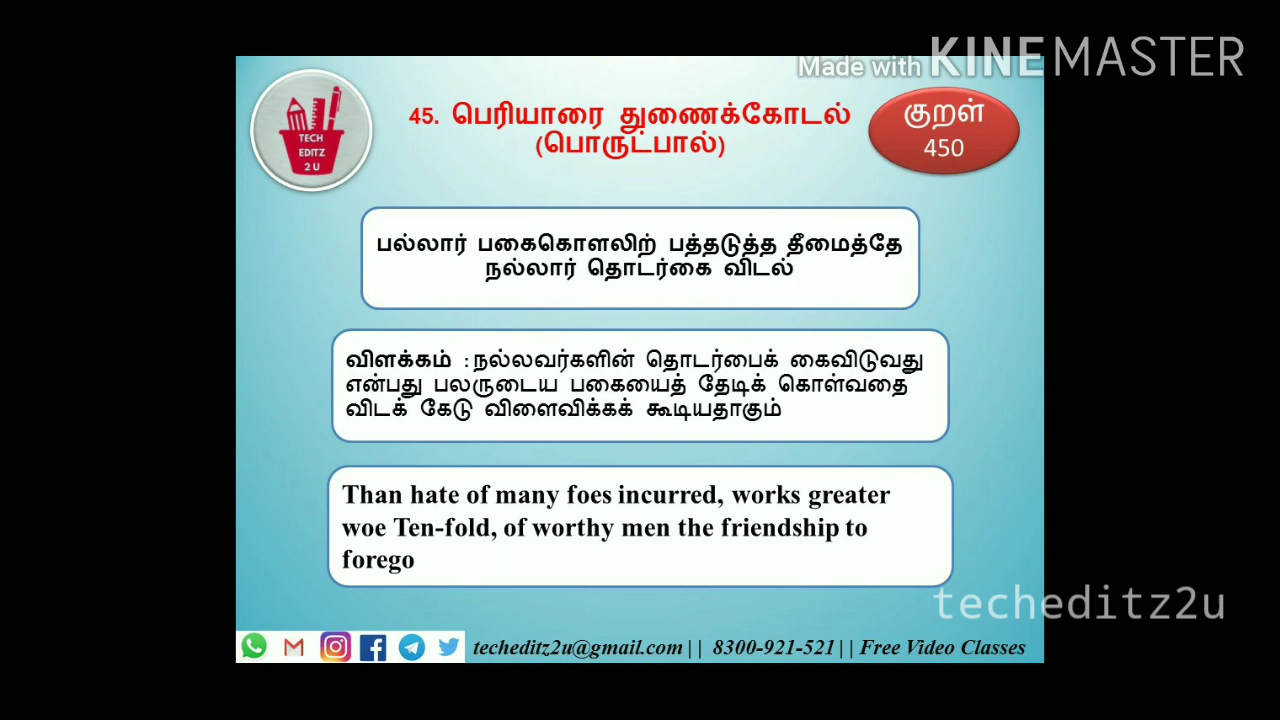 Made with KINEMASTER
TECH
EDITZ
2 U
45. பெரியாரை துணைக்கோடல்
(பொருட்பால்)
குறள்
450
பல்லார் பகைகொளலிற் பத்தடுத்த தீமைத்தே
நல்லார் தொடர்கை விடல்
விளக்கம் : நல்லவர்களின் தொடர்பைக் கைவிடுவது
என்பது பலருடைய பகையைத் தேடிக் கொள்வதை
விடக் கேடு விளைவிக்கக் கூடியதாகும்
Than hate of many foes incurred, works greater
woe Ten-fold, of worthy men the friendship to
forego
techeditz2u
techeditz2u@gmail.com || 8300-921-521 || Free Video Classes